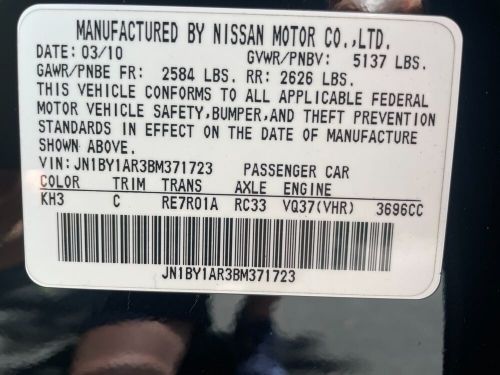 MANUFACTURED BY NISSAN MOTOR CO.,LTD.
DATE: 03/10 GVWR/PNBV: 5137 LBS.
GAWR/PNBE FR: 2584 LBS. RR: 2626 LBS.
THIS VEHICLE CONFORMS TO ALL APPLICABLE FEDERAL
MOTOR VEHICLE SAFETY,BUMPER,AND THEFT PREVENTION
STANDARDS IN EFFECT ON THE DATE OF MANUFACTURE
SHOWN ABOVE.
VIN:JN1BY1AR3BM371723 PASSENGER CAR
COLOR TRIM TRANS AXLE ENGINE
KH3 C RE7R01A RC33 VQ37(VHR) 3696CC
JN1BY1AR3BM371723